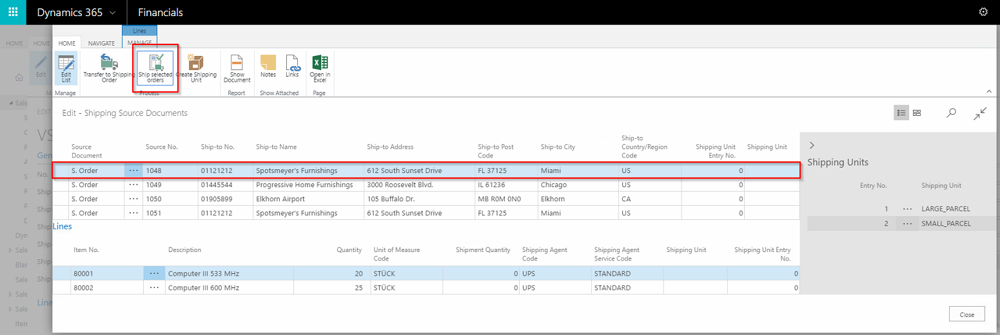 Dynamics 365
Financials
Lines
HOME HOME HOME NAVIGATE MANAGE
Edit
Edit List
Transfer to Shipping Order
Ship selected orders
Create Shipping Unit
Show Document
Notes
Links
Open in Excel
Manage
Process
Report
Show Attached
Page
Edit - Shipping Source Documents
Source Document
Source No.
Ship-to No.
Ship-to Name
Ship-to Address
Ship-to Post Code
Ship-to City
Ship-to Country/Region Code
Shipping Unit Entry No.
Shipping Unit
S. Order ... 1048 01121212 Spotsmeyer's Furnishings 612 South Sunset Drive FL 37125 Miami US 0
S. Order ... 1049 01445544 Progressive Home Furnishings 3000 Roosevelt Blvd. IL 61236 Chicago US 0
S. Order ... 1050 01905899 Elkhorn Airport 105 Buffalo Dr. MB R0M 0N0 Elkhorn CA 0
S. Order ... 1051 01121212 Spotsmeyer's Furnishings 612 South Sunset Drive FL 37125 Miami US 0
Lines
Item No.
Description
Quantity
Unit of Measure Code
Shipment Quantity
Shipping Agent Code
Shipping Agent Service Code
Shipping Unit
Shipping Unit Entry No.
80001 ... Computer III 533 MHz 20 STÜCK 0 UPS STANDARD 0
80002 ... Computer III 600 MHz 25 STÜCK 0 UPS STANDARD 0
Shipping Units
Entry No. Shipping Unit
1 ... LARGE_PARCEL
2 ... SMALL_PARCEL
Close
Sale
EDIT
VS
Gen
No.
Ship-
Ship-
Ship-
Ship-
Dyn
Sale
Blan
Sale
Sale
Sale
Item
Line